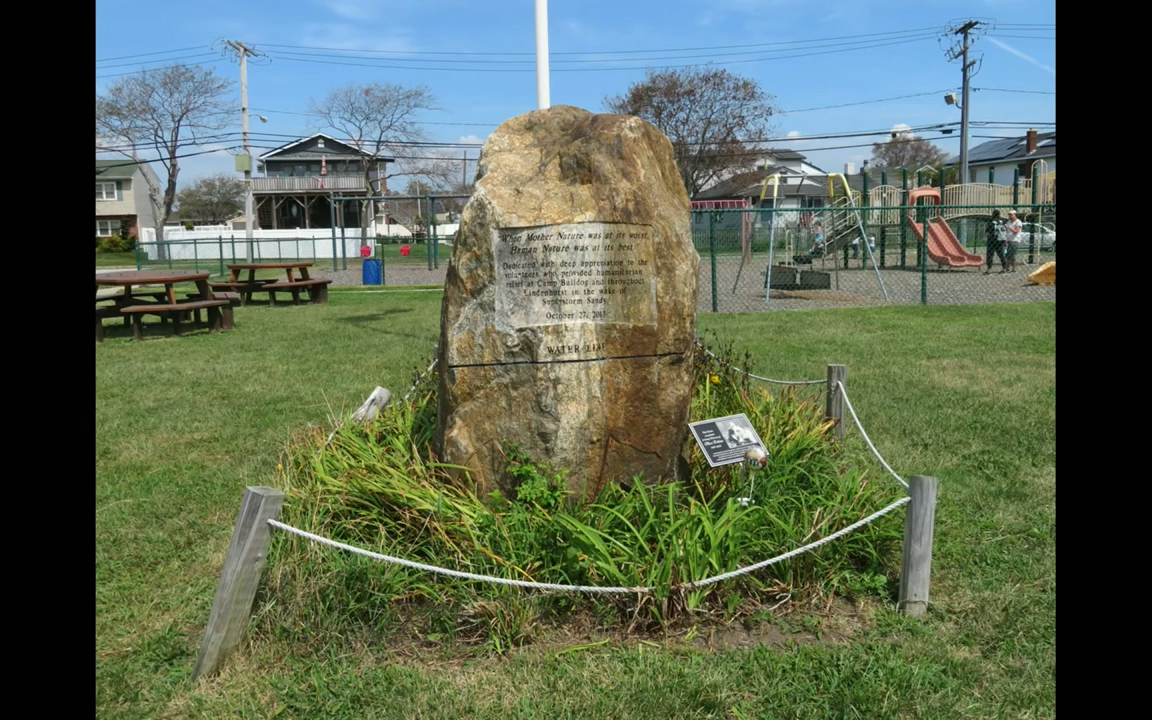 When Mother Nature was at its worst,
Human Nature was at its best.
Dedicated with deep appreciation to the
volunteers who provided humanitarian
relief at Camp Bulldog and throughout
Lindenhurst in the wake of
Superstorm Sandy.
October 27, 2013
WATER LINE